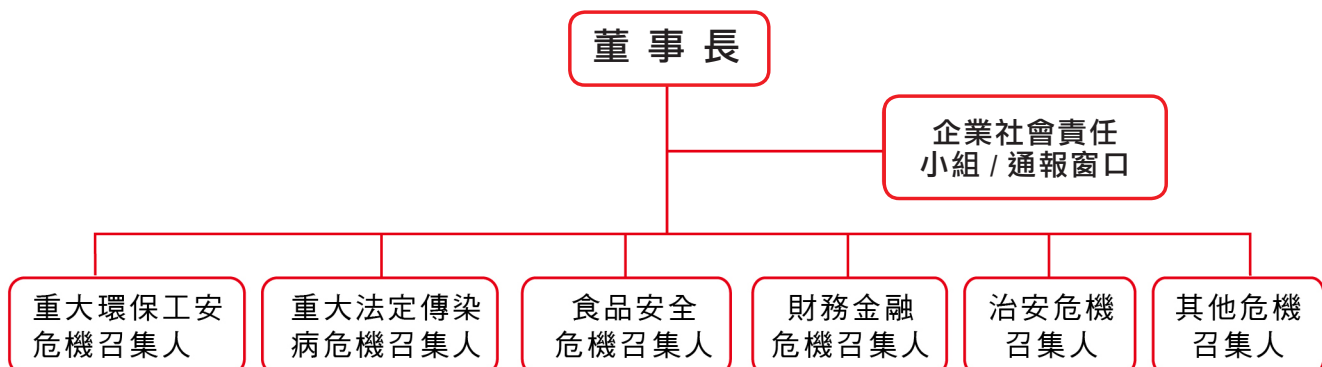 董事長
企業社會責任
小組 / 通報窗口
重大環保工安
危機召集人
重大法定傳染
病危機召集人
食品安全
危機召集人
財務金融
危機召集人
治安危機
召集人
其他危機
召集人